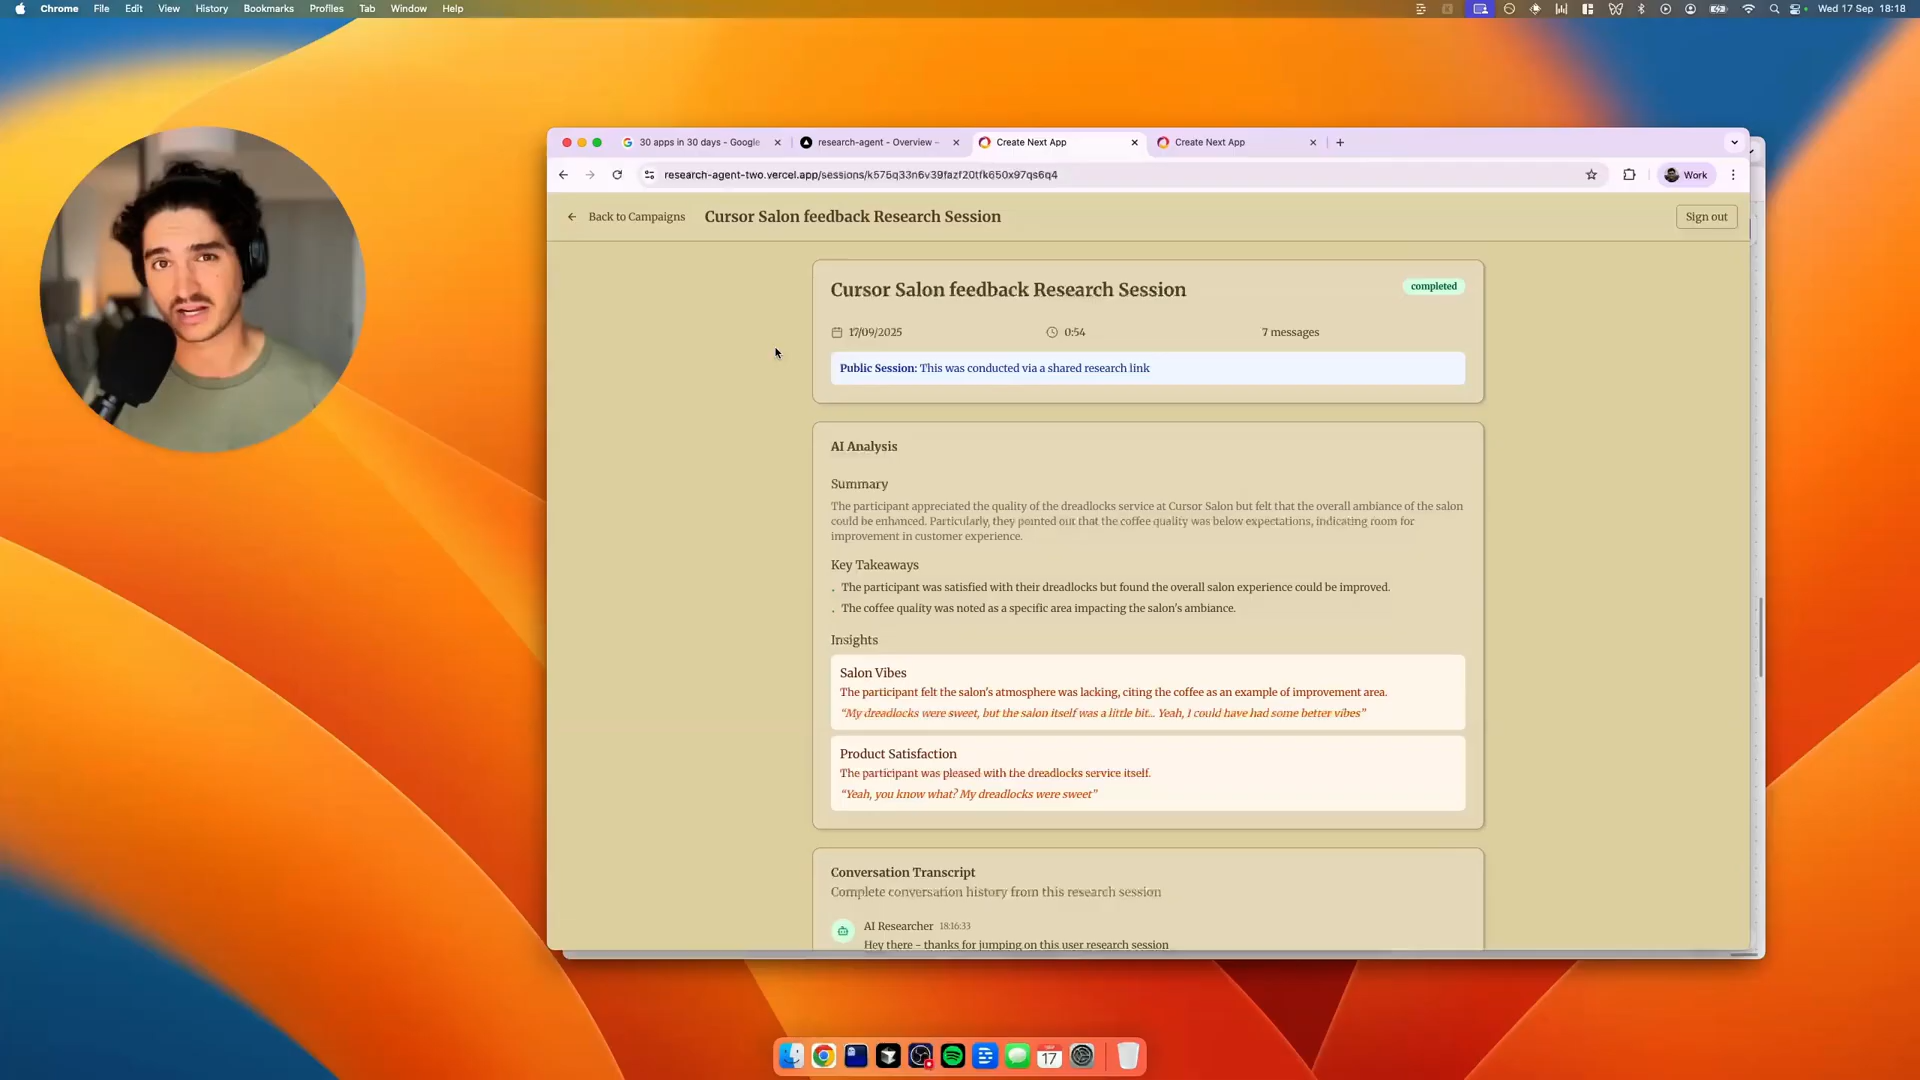 Chrome File Edit View History Bookmarks Profiles Tab Window Help
Wed 17 Sep 18:18
30 apps in 30 days - Google
research-agent - Overview -
Create Next App
Create Next App
research-agent-two.vercel.app/sessions/k575q33n6v39fazf20tfk650x97qs6q4
Work
Back to Campaigns
Cursor Salon feedback Research Session
Sign out
Cursor Salon feedback Research Session
completed
17/09/2025
0:54
7 messages
Public Session: This was conducted via a shared research link
AI Analysis
Summary
The participant appreciated the quality of the dreadlocks service at Cursor Salon but felt that the overall ambiance of the salon
could be enhanced. Particularly, they pointed out that the coffee quality was below expectations, indicating room for
improvement in customer experience.
Key Takeaways
. The participant was satisfied with their dreadlocks but found the overall salon experience could be improved.
. The coffee quality was noted as a specific area impacting the salon's ambiance.
Insights
Salon Vibes
The participant felt the salon's atmosphere was lacking, citing the coffee as an example of improvement area.
“My dreadlocks were sweet, but the salon itself was a little bit... Yeah, I could have had some better vibes”
Product Satisfaction
The participant was pleased with the dreadlocks service itself.
“Yeah, you know what? My dreadlocks were sweet”
Conversation Transcript
Complete conversation history from this research session
AI Researcher 18:16:33
Hey there - thanks for jumping on this user research session
17